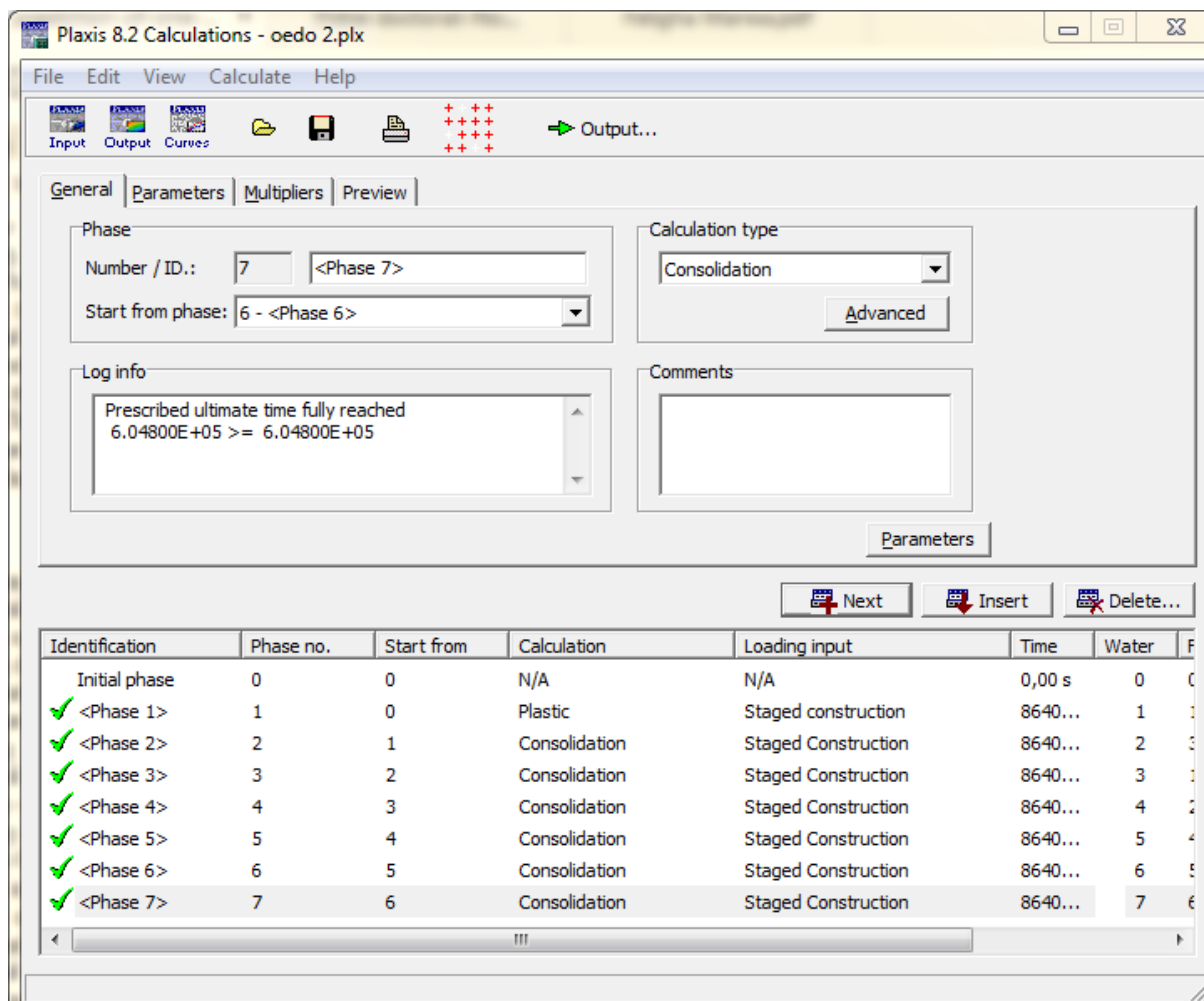 Plaxis 8.2 Calculations - oedo 2.plx
File Edit View Calculate Help
Input Output Curves Output...
General Parameters Multipliers Preview
Phase
Number / ID.: 7 <Phase 7>
Start from phase: 6 - <Phase 6>
Calculation type
Consolidation
Advanced
Log info
Prescribed ultimate time fully reached
6.04800E+05 >= 6.04800E+05
Comments
Parameters
Next Insert Delete...
Identification Phase no. Start from Calculation Loading input Time Water
Initial phase 0 0 N/A N/A 0,00 s 0
<Phase 1> 1 0 Plastic Staged construction 8640... 1
<Phase 2> 2 1 Consolidation Staged Construction 8640... 2
<Phase 3> 3 2 Consolidation Staged Construction 8640... 3
<Phase 4> 4 3 Consolidation Staged Construction 8640... 4
<Phase 5> 5 4 Consolidation Staged Construction 8640... 5
<Phase 6> 6 5 Consolidation Staged Construction 8640... 6
<Phase 7> 7 6 Consolidation Staged Construction 8640... 7